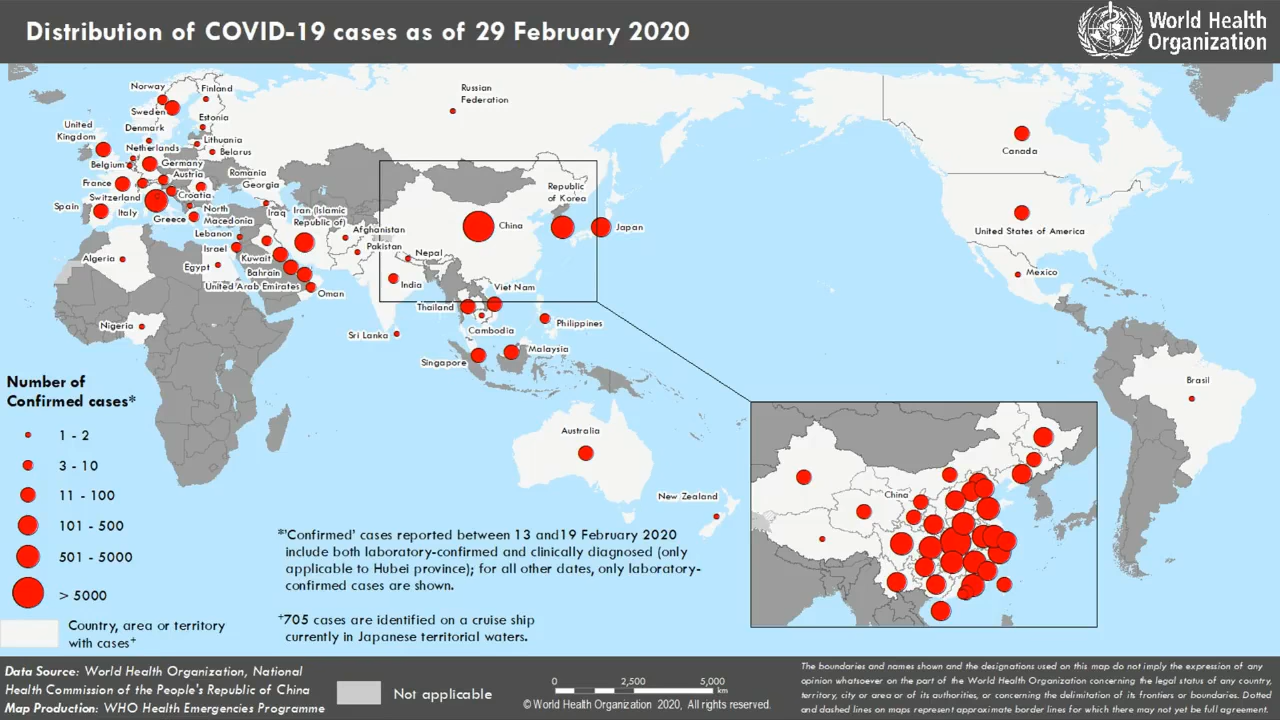 Distribution of COVID-19 cases as of 29 February 2020
World Health
Organization
Norway
Finland
Sweden
Estonia
United
Kingdom
Denmark
Lithuania
Netherlands
Belarus
Belgium
Germany
Austria
Romania
France
Georgia
Switzerland
Croatia
Spain
Italy
Greece
North
Macedonia
Iraq
Iran (Islamic
Republic of)
Lebanon
Israel
Afghanistan
Pakistan
Nepal
Algeria
Egypt
Kuwait
Bahrain
United Arab Emirates
Oman
India
Nigeria
Sri Lanka
Russian
Federation
Republic
of Korea
China
Japan
Viet Nam
Thailand
Cambodia
Philippines
Singapore
Malaysia
Australia
New Zealand
Canada
United States of America
Mexico
Brasil
China
Number of
Confirmed cases*
1 - 2
3 - 10
11 - 100
101 - 500
501 - 5000
> 5000
Country, area or territory
with cases⁺
*'Confirmed' cases reported between 13 and19 February 2020
include both laboratory-confirmed and clinically diagnosed (only
applicable to Hubei province); for all other dates, only laboratory-
confirmed cases are shown.
⁺705 cases are identified on a cruise ship
currently in Japanese territorial waters.
Data Source: World Health Organization, National
Health Commission of the People's Republic of China
Map Production: WHO Health Emergencies Programme
Not applicable
0 2,500 5,000
km
© World Health Organization 2020, All rights reserved.
The boundaries and names shown and the designations used on this map do not imply the expression of any
opinion whatsoever on the part of the World Health Organization concerning the legal status of any country,
territory, city or area or of its authorities, or concerning the delimitation of its frontiers or boundaries. Dotted
and dashed lines on maps represent approximate border lines for which there may not yet be full agreement.